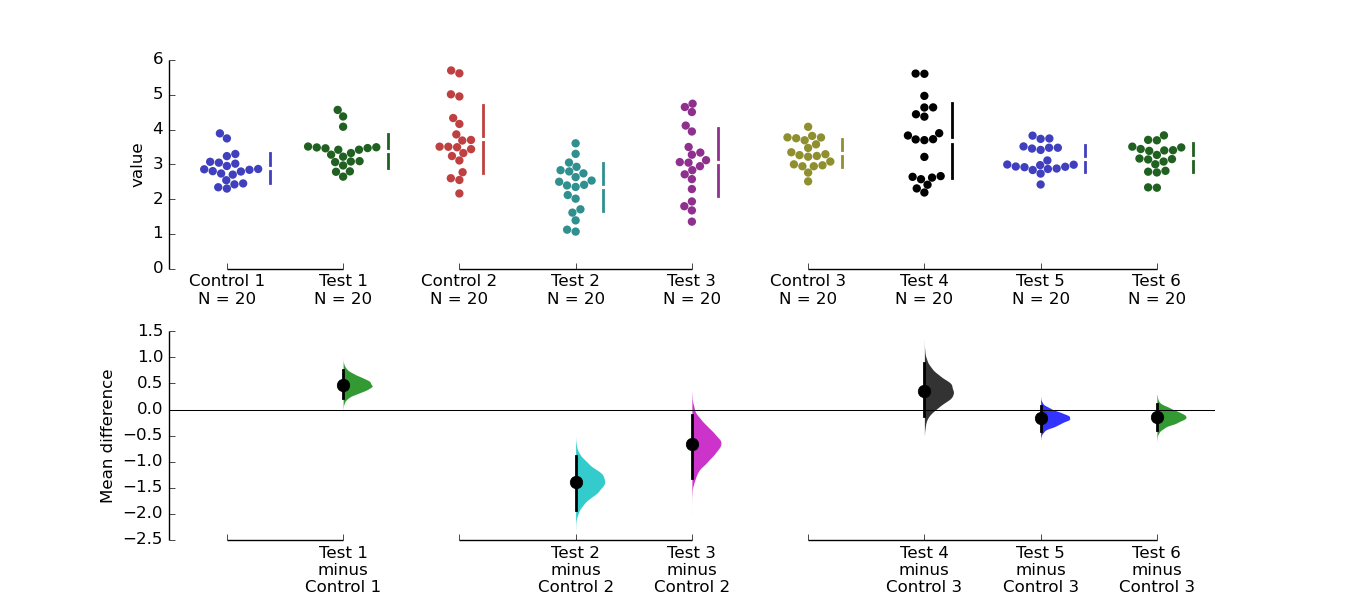 6
5
4
3
2
1
0
value
Control 1 Test 1 Control 2 Test 2 Test 3 Control 3 Test 4 Test 5 Test 6
N = 20 N = 20 N = 20 N = 20 N = 20 N = 20 N = 20 N = 20 N = 20
1.5
1.0
0.5
0.0
−0.5
−1.0
−1.5
−2.0
−2.5
Mean difference
Test 1 Test 2 Test 3 Test 4 Test 5 Test 6
minus minus minus minus minus minus
Control 1 Control 2 Control 2 Control 3 Control 3 Control 3